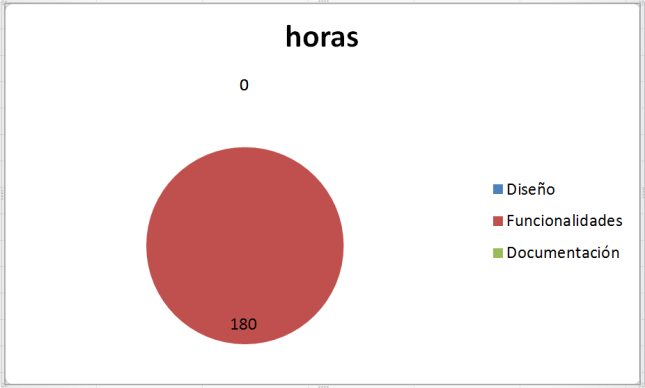 horas
0
180
Diseño
Funcionalidades
Documentación